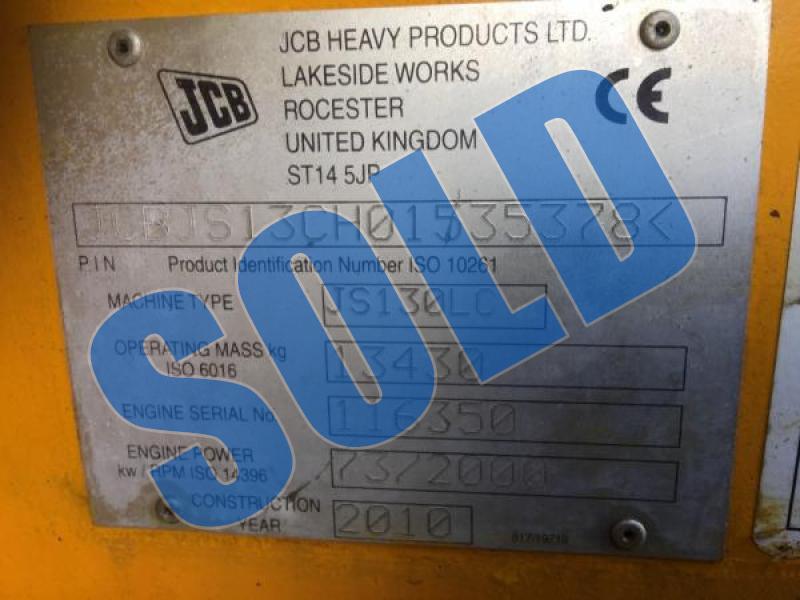 JCB HEAVY PRODUCTS LTD.
LAKESIDE WORKS
ROCESTER
UNITED KINGDOM
ST14 5JP
JCB
CE
JCBJS13CH01535378<
P.I.N Product Identification Number ISO 10261
MACHINE TYPE JS130LC
OPERATING MASS kg
ISO 6016
13430
ENGINE SERIAL No. 116350
ENGINE POWER
kw / RPM ISO 14396
73/2000
CONSTRUCTION
YEAR
2010
SOLD